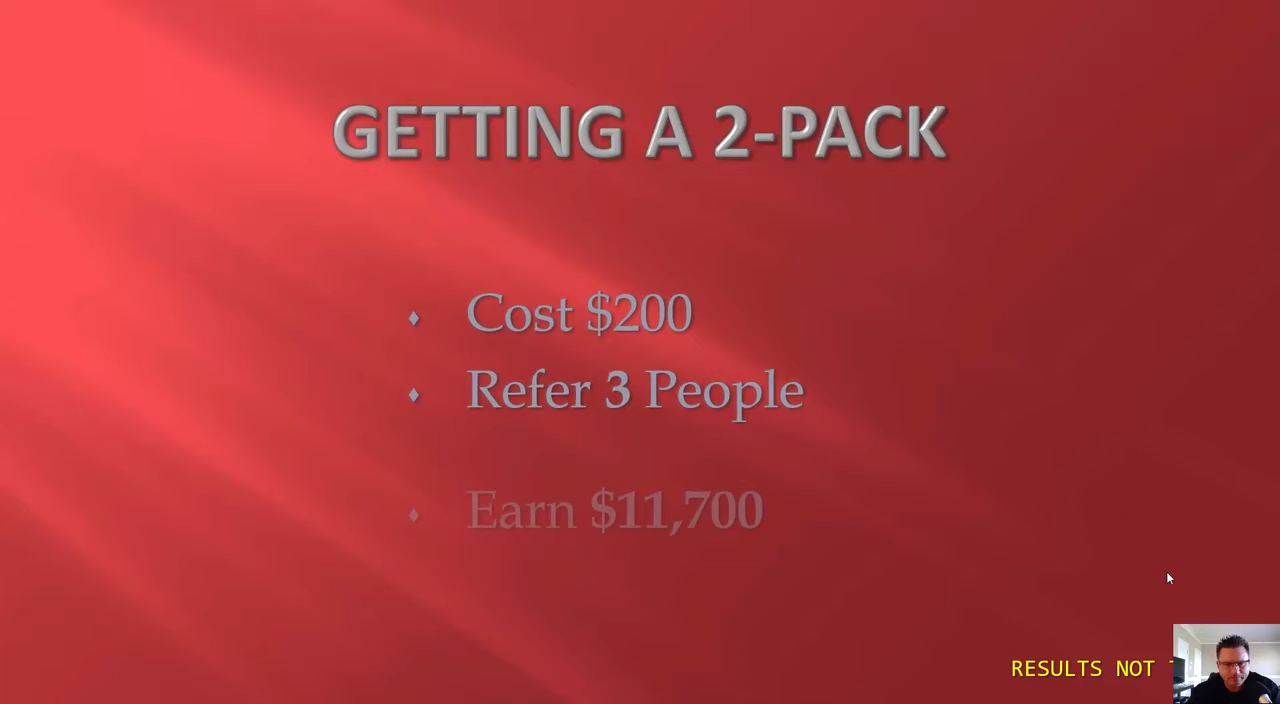 GETTING A 2-PACK
Cost $200
Refer 3 People
Earn $11,700
RESULTS NOT